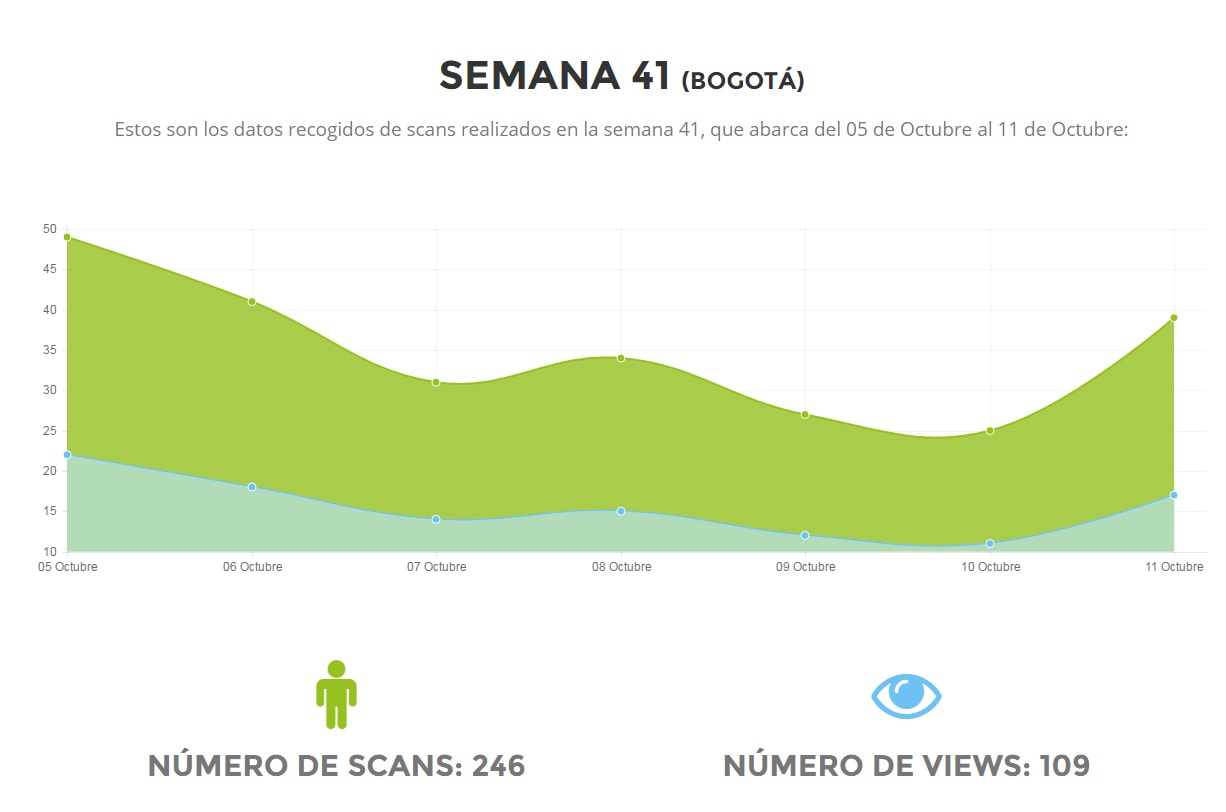 SEMANA 41 (BOGOTÁ)
Estos son los datos recogidos de scans realizados en la semana 41, que abarca del 05 de Octubre al 11 de Octubre:
50
45
40
35
30
25
20
15
10
05 Octubre 06 Octubre 07 Octubre 08 Octubre 09 Octubre 10 Octubre 11 Octubre
NÚMERO DE SCANS: 246 NÚMERO DE VIEWS: 109